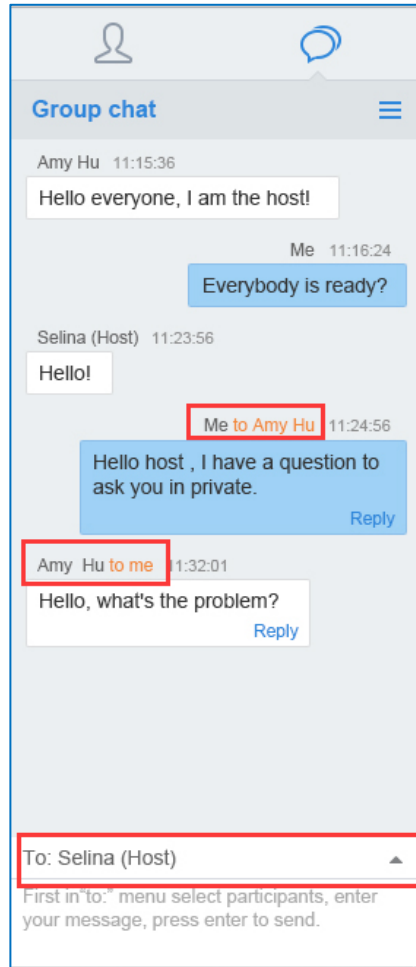 Group chat
Amy Hu 11:15:36
Hello everyone, I am the host!
Me 11:16:24
Everybody is ready?
Selina (Host) 11:23:56
Hello!
Me to Amy Hu 11:24:56
Hello host , I have a question to
ask you in private.
Reply
Amy Hu to me 11:32:01
Hello, what's the problem?
Reply
To: Selina (Host)
First in"to:" menu select participants, enter
your message, press enter to send.